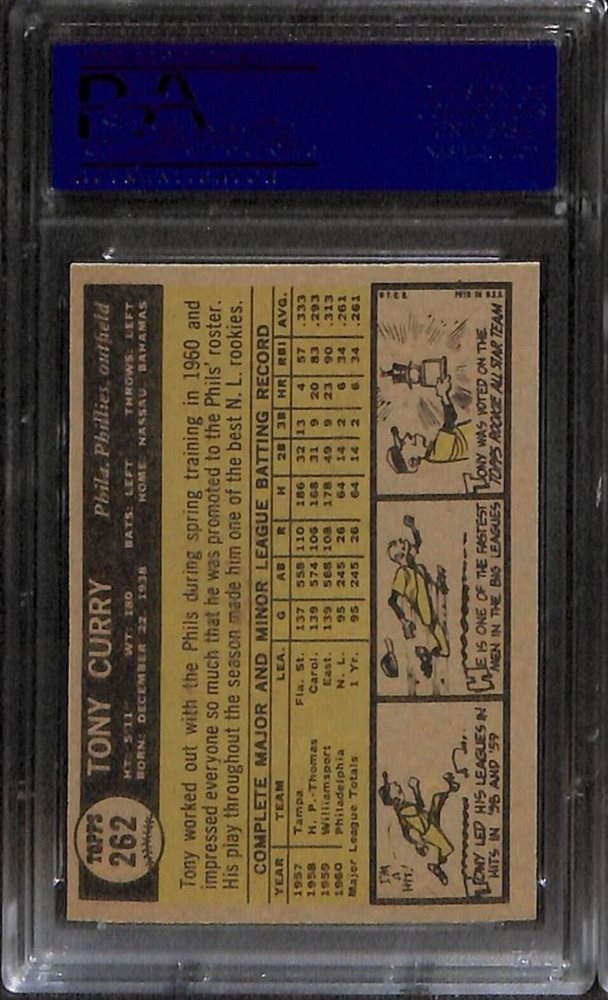 TOPPS
262
TONY CURRY Phila. Phillies, outfield
HT: 5'11 WT: 180 BATS: LEFT THROWS: LEFT
BORN: DECEMBER 22, 1938 HOME: NASSAU, BAHAMAS
Tony worked out with the Phils during spring training in 1960 and
impressed everyone so much that he was promoted to the Phils' roster.
His play throughout the season made him one of the best N. L. rookies.
COMPLETE MAJOR AND MINOR LEAGUE BATTING RECORD
YEAR TEAM LEA. G AB R H 2B 3B HR RBI AVG.
1957 Tampa Fla. St. 137 558 110 186 32 13 4 57 .333
1958 H. P.-Thomas Carol. 139 574 106 168 31 9 20 83 .293
1959 Williamsport East. 139 568 108 178 49 9 23 90 .313
1960 Philadelphia N. L. 95 245 26 64 14 2 6 34 .261
Major League Totals 1 Yr. 95 245 26 64 14 2 6 34 .261
I'M
A
HIT!
TONY LED HIS LEAGUES IN
HITS IN '58 AND '59
HE IS ONE OF THE FASTEST
MEN IN THE BIG LEAGUES
© T.C.G. PRTD. IN U.S.A.
TONY WAS VOTED ON THE
TOPPS ROOKIE ALL STAR TEAM